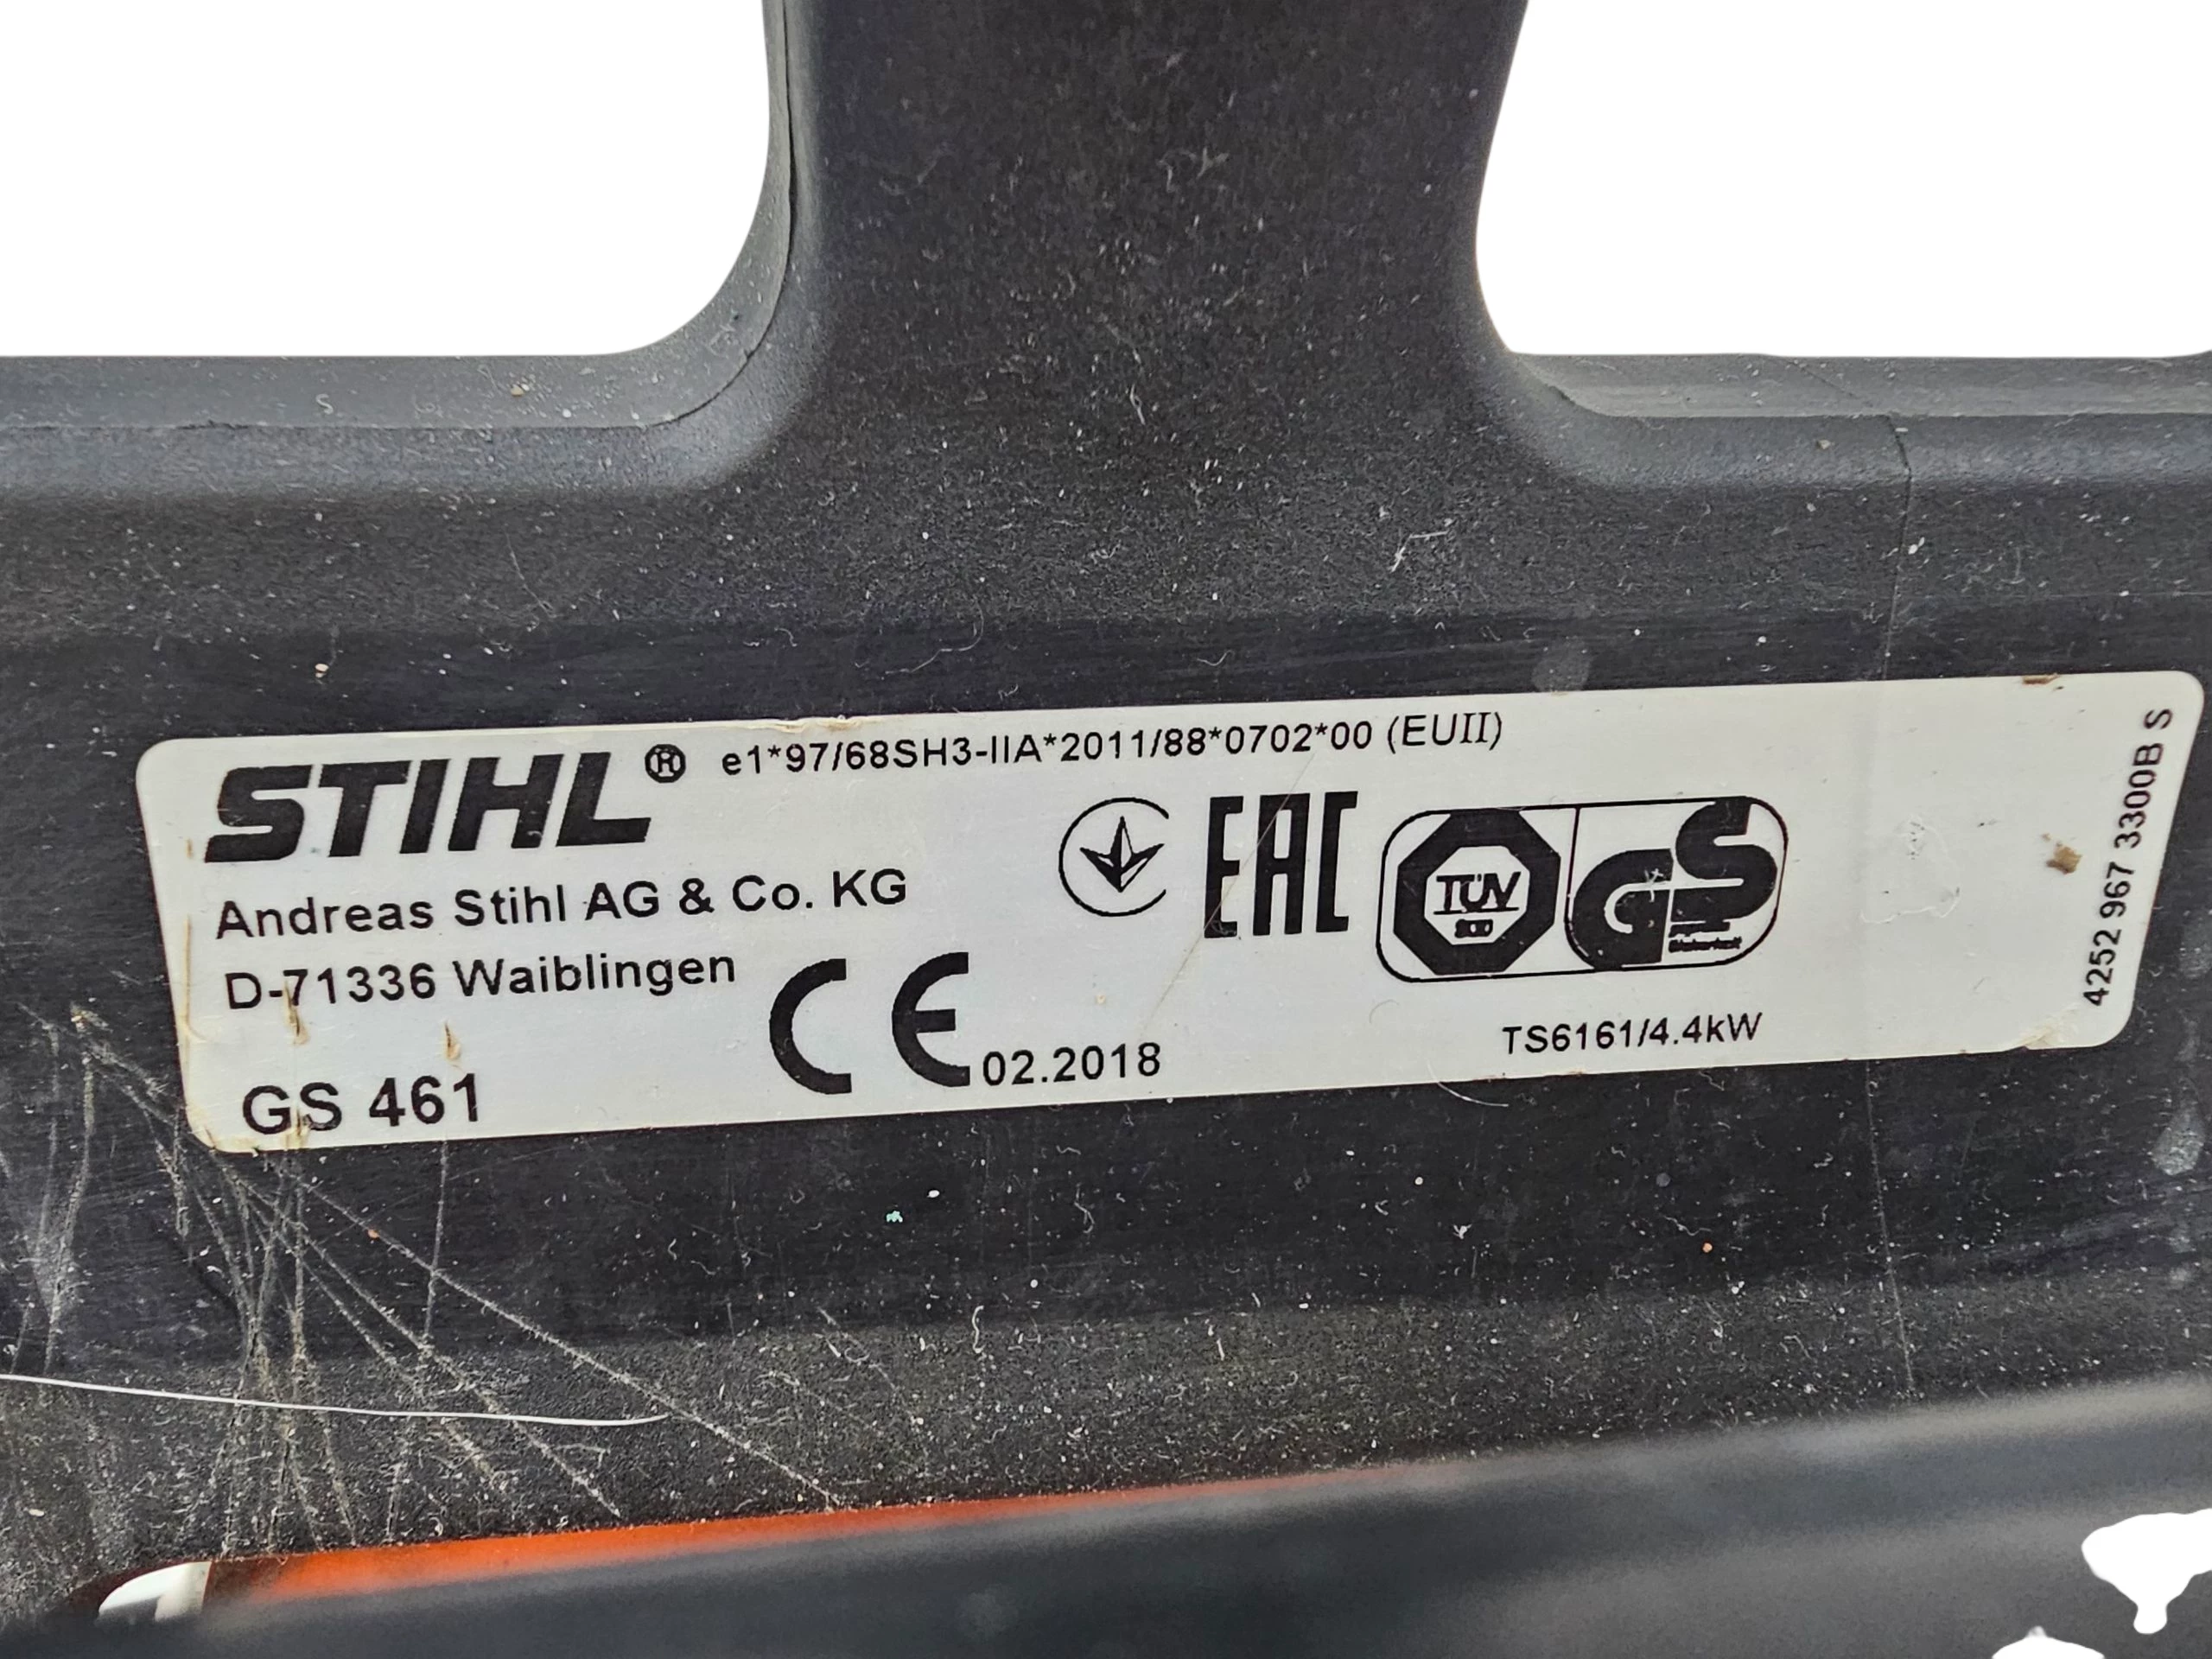 STIHL® e1*97/68SH3-IIA*2011/88*0702*00 (EUII)
Andreas Stihl AG & Co. KG
D-71336 Waiblingen
GS 461
CE 02.2018
EAC
TÜV
GS
TS6161/4.4kW
4252 967 3300B S